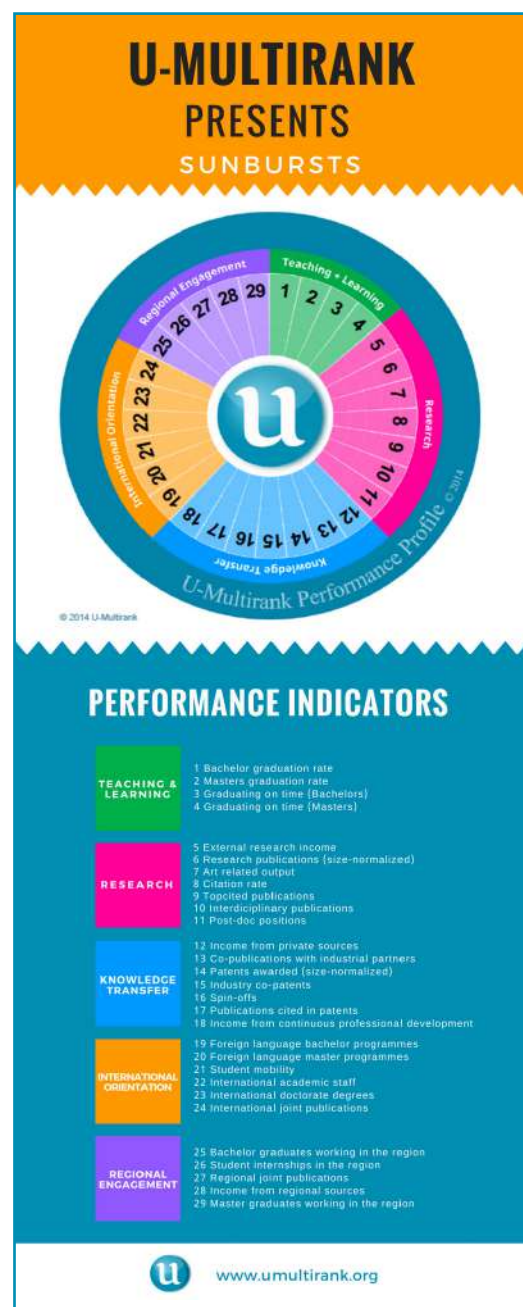 U-MULTIRANK
PRESENTS
SUNBURSTS
Teaching + Learning
1 2 3 4
Research
5 6 7 8 9 10 11
Knowledge Transfer
12 13 14 15 16 17 18
International Orientation
19 20 21 22 23 24
Regional Engagement
25 26 27 28 29
u
U-Multirank Performance Profile © 2014
© 2014 U-Multirank
PERFORMANCE INDICATORS
TEACHING &
LEARNING
1 Bachelor graduation rate
2 Masters graduation rate
3 Graduating on time (Bachelors)
4 Graduating on time (Masters)
RESEARCH
5 External research income
6 Research publications (size-normalized)
7 Art related output
8 Citation rate
9 Topcited publications
10 Interdiciplinary publications
11 Post-doc positions
KNOWLEDGE
TRANSFER
12 Income from private sources
13 Co-publications with industrial partners
14 Patents awarded (size-normalized)
15 Industry co-patents
16 Spin-offs
17 Publications cited in patents
18 Income from continuous professional development
INTERNATIONAL
ORIENTATION
19 Foreign language bachelor programmes
20 Foreign language master programmes
21 Student mobility
22 International academic staff
23 International doctorate degrees
24 International joint publications
REGIONAL
ENGAGEMENT
25 Bachelor graduates working in the region
26 Student internships in the region
27 Regional joint publications
28 Income from regional sources
29 Master graduates working in the region
u
www.umultirank.org